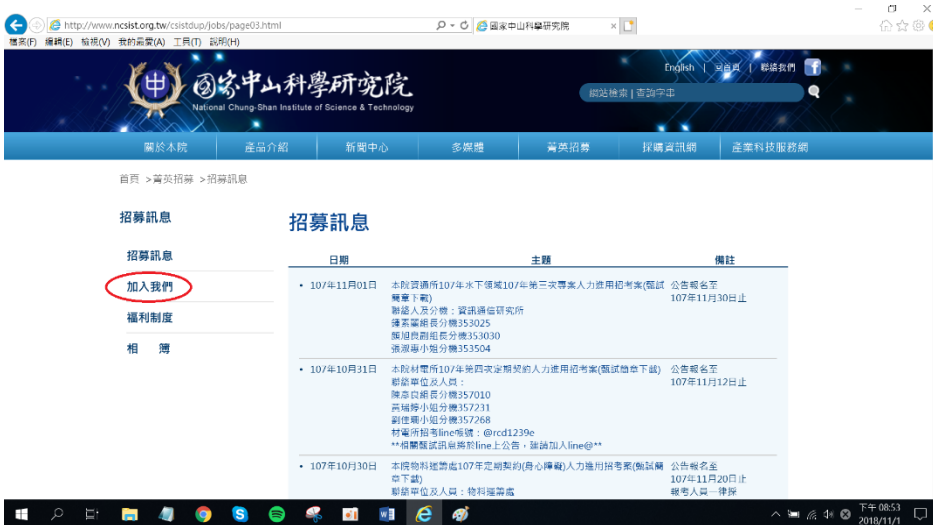 http://www.ncsist.org.tw/csistdup/jobs/page03.html
國家中山科學研究院
檔案(F) 編輯(E) 檢視(V) 我的最愛(A) 工具(T) 說明(H)
English | 回首頁 | 聯絡我們
國家中山科學研究院
National Chung-Shan Institute of Science & Technology
網站檢索 | 查詢字串
關於本院 產品介紹 新聞中心 多媒體 菁英招募 採購資訊網 產業科技服務網
首頁 >菁英招募 >招募訊息
招募訊息
招募訊息
加入我們
福利制度
相 簿
招募訊息
日期 主題 備註
107年11月01日 本院資通所107年水下領域107年第三次專案人力進用招考案(甄試 公告報名至
簡章下載) 107年11月30日止
聯絡人及分機:資訊通信研究所
組長分機353025
副組長分機353030
小姐分機353504
107年10月31日 本院材電所107年第四次定期契約人力進用招考案(甄試簡章下載) 公告報名至
聯絡單位及人員: 107年11月12日止
組長分機357010
小姐分機357231
小姐分機357268
材電所招考line帳號:@rcd1239e
**相關甄試訊息將於line上公告,建請加入line@**
107年10月30日 本院物料運籌處107年定期契約(身心障礙)人力進用招考案(甄試簡 公告報名至
章下載) 107年11月20日止
聯絡單位及人員:物料運籌處 報考人員一律採
下午 08:53
2018/11/1